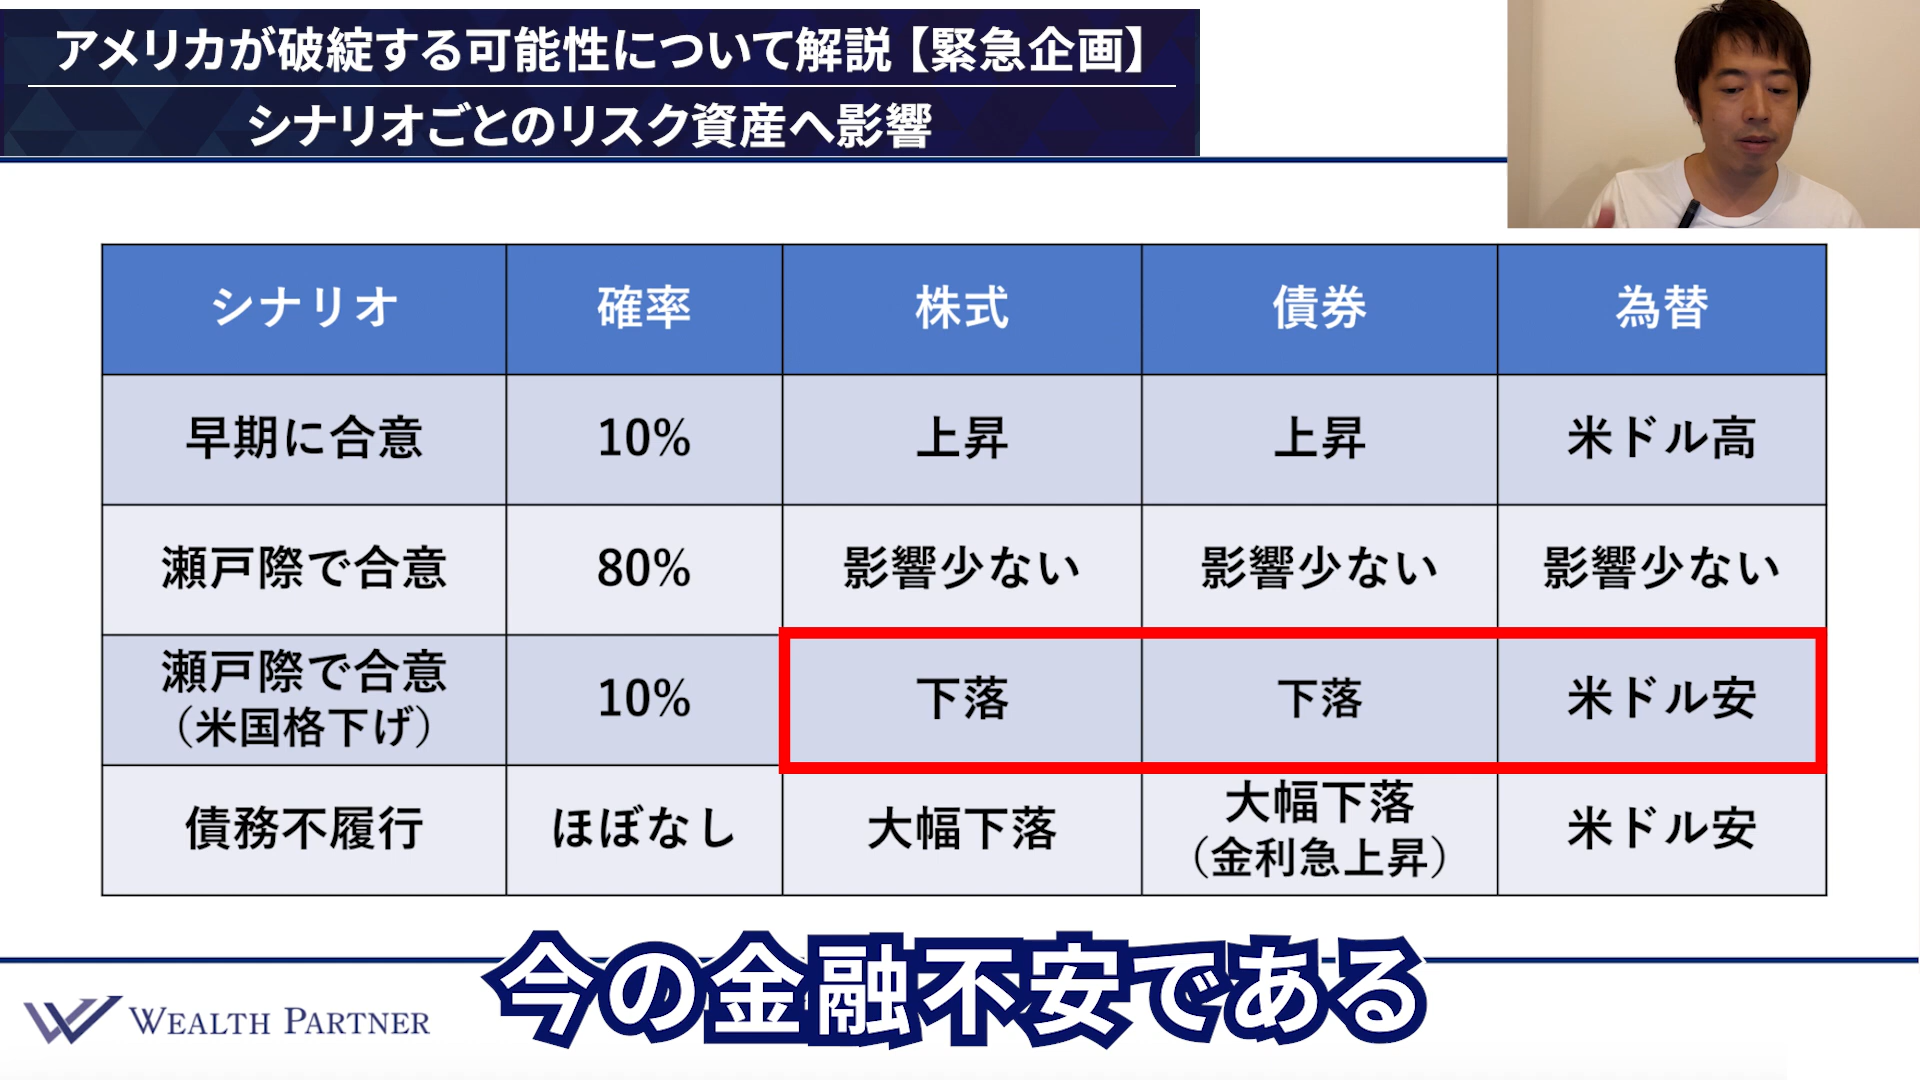 アメリカが破綻する可能性について解説【緊急企画】
シナリオごとのリスク資産へ影響
シナリオ 確率 株式 債券 為替
早期に合意 10% 上昇 上昇 米ドル高
瀬戸際で合意 80% 影響少ない 影響少ない 影響少ない
瀬戸際で合意
（米国格下げ） 10% 下落 下落 米ドル安
債務不履行 ほぼなし 大幅下落 大幅下落
（金利急上昇） 米ドル安
今の金融不安である
WEALTH PARTNER